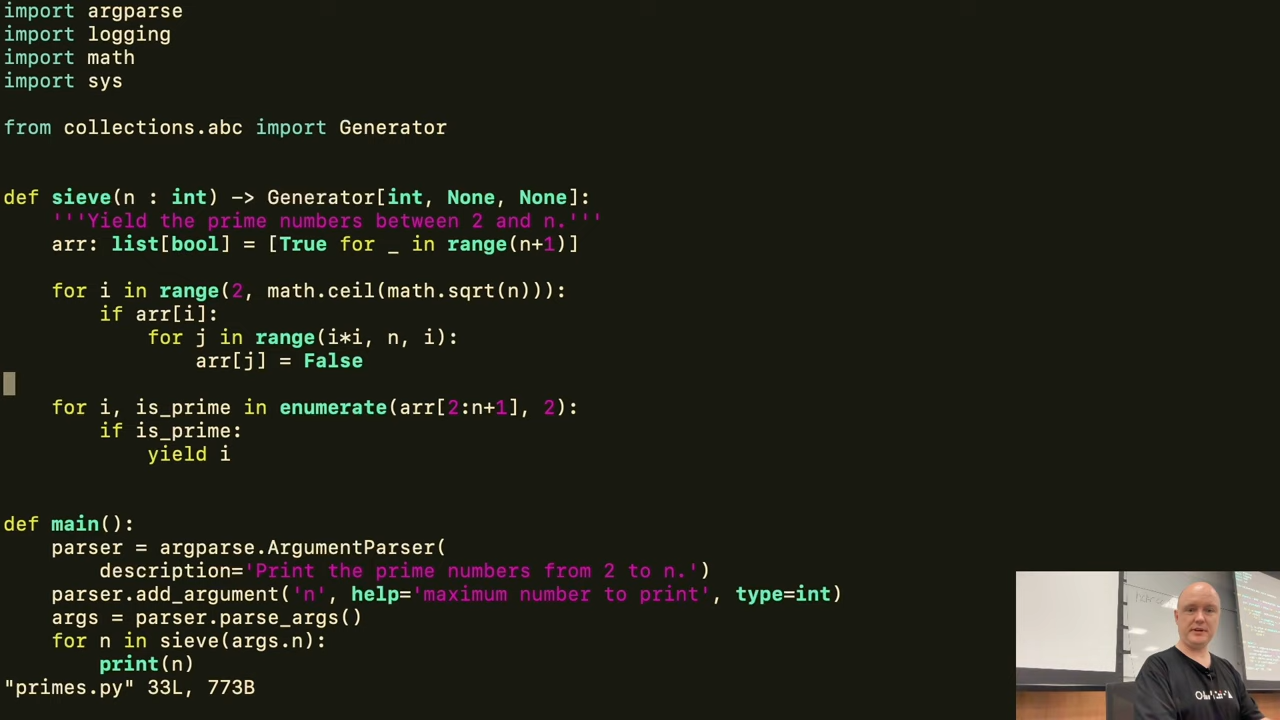 import argparse
import logging
import math
import sys

from collections.abc import Generator


def sieve(n : int) -> Generator[int, None, None]:
    '''Yield the prime numbers between 2 and n.'''
    arr: list[bool] = [True for _ in range(n+1)]

    for i in range(2, math.ceil(math.sqrt(n))):
        if arr[i]:
            for j in range(i*i, n, i):
                arr[j] = False

    for i, is_prime in enumerate(arr[2:n+1], 2):
        if is_prime:
            yield i


def main():
    parser = argparse.ArgumentParser(
        description='Print the prime numbers from 2 to n.')
    parser.add_argument('n', help='maximum number to print', type=int)
    args = parser.parse_args()
    for n in sieve(args.n):
        print(n)
"primes.py" 33L, 773B